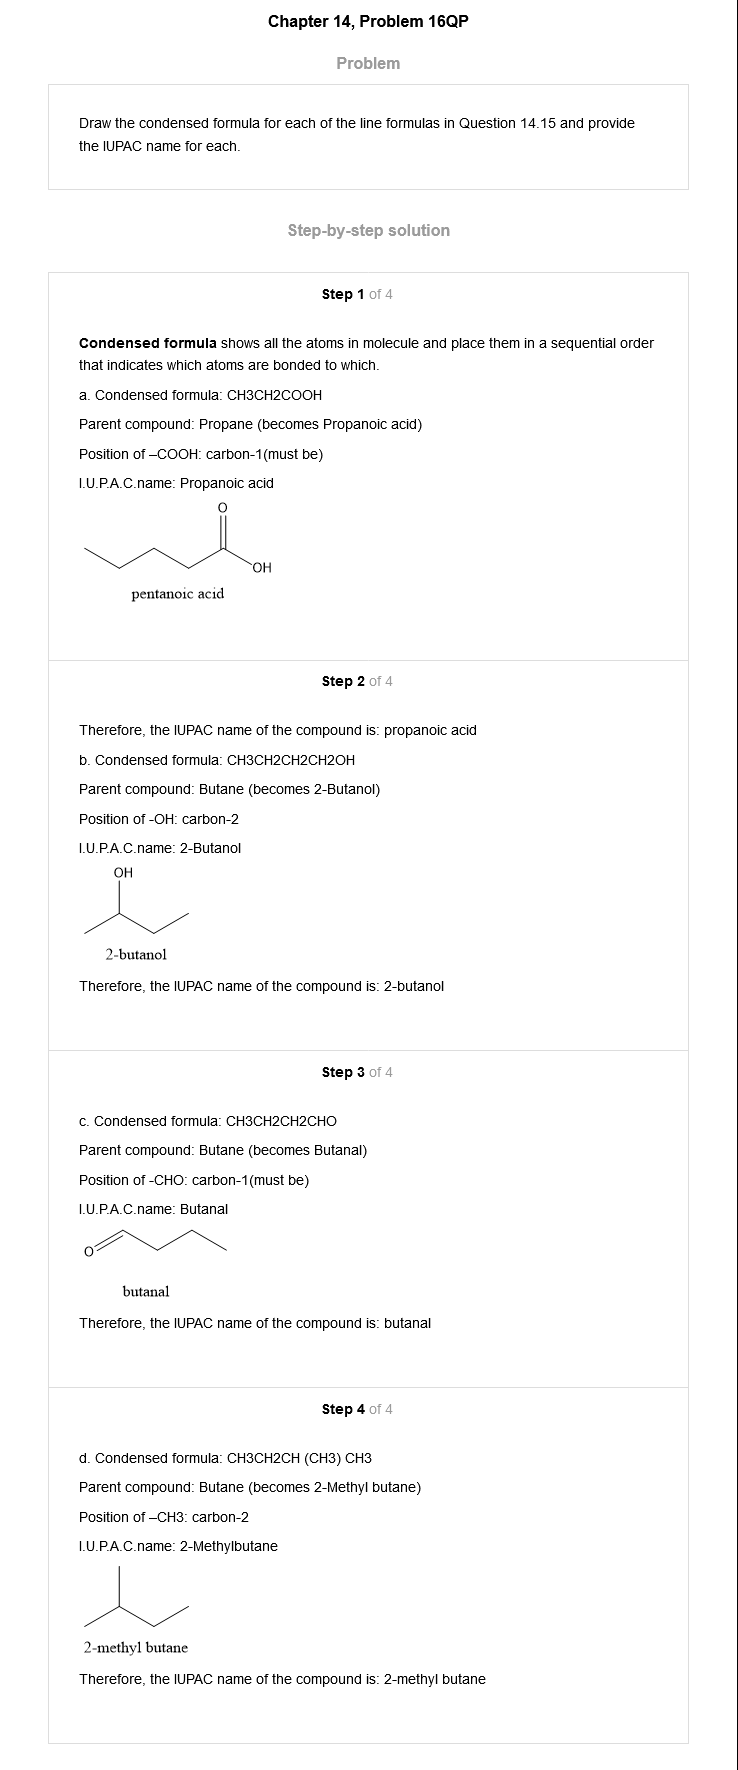 Chapter 14, Problem 16QP
Problem
Draw the condensed formula for each of the line formulas in Question 14.15 and provide
the IUPAC name for each.
Step-by-step solution
Step 1 of 4
Condensed formula shows all the atoms in molecule and place them in a sequential order
that indicates which atoms are bonded to which.
a. Condensed formula: CH3CH2COOH
Parent compound: Propane (becomes Propanoic acid)
Position of –COOH: carbon-1(must be)
I.U.P.A.C.name: Propanoic acid
O
OH
pentanoic acid
Step 2 of 4
Therefore, the IUPAC name of the compound is: propanoic acid
b. Condensed formula: CH3CH2CH2CH2OH
Parent compound: Butane (becomes 2-Butanol)
Position of -OH: carbon-2
I.U.P.A.C.name: 2-Butanol
OH
2-butanol
Therefore, the IUPAC name of the compound is: 2-butanol
Step 3 of 4
c. Condensed formula: CH3CH2CH2CHO
Parent compound: Butane (becomes Butanal)
Position of -CHO: carbon-1(must be)
I.U.P.A.C.name: Butanal
O
butanal
Therefore, the IUPAC name of the compound is: butanal
Step 4 of 4
d. Condensed formula: CH3CH2CH (CH3) CH3
Parent compound: Butane (becomes 2-Methyl butane)
Position of –CH3: carbon-2
I.U.P.A.C.name: 2-Methylbutane
2-methyl butane
Therefore, the IUPAC name of the compound is: 2-methyl butane